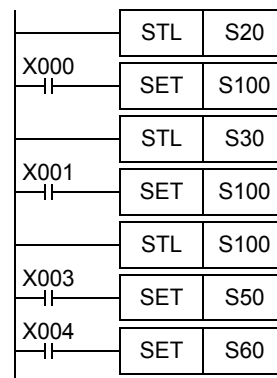 STL S20
X000
SET S100
STL S30
X001
SET S100
STL S100
X003
SET S50
X004
SET S60